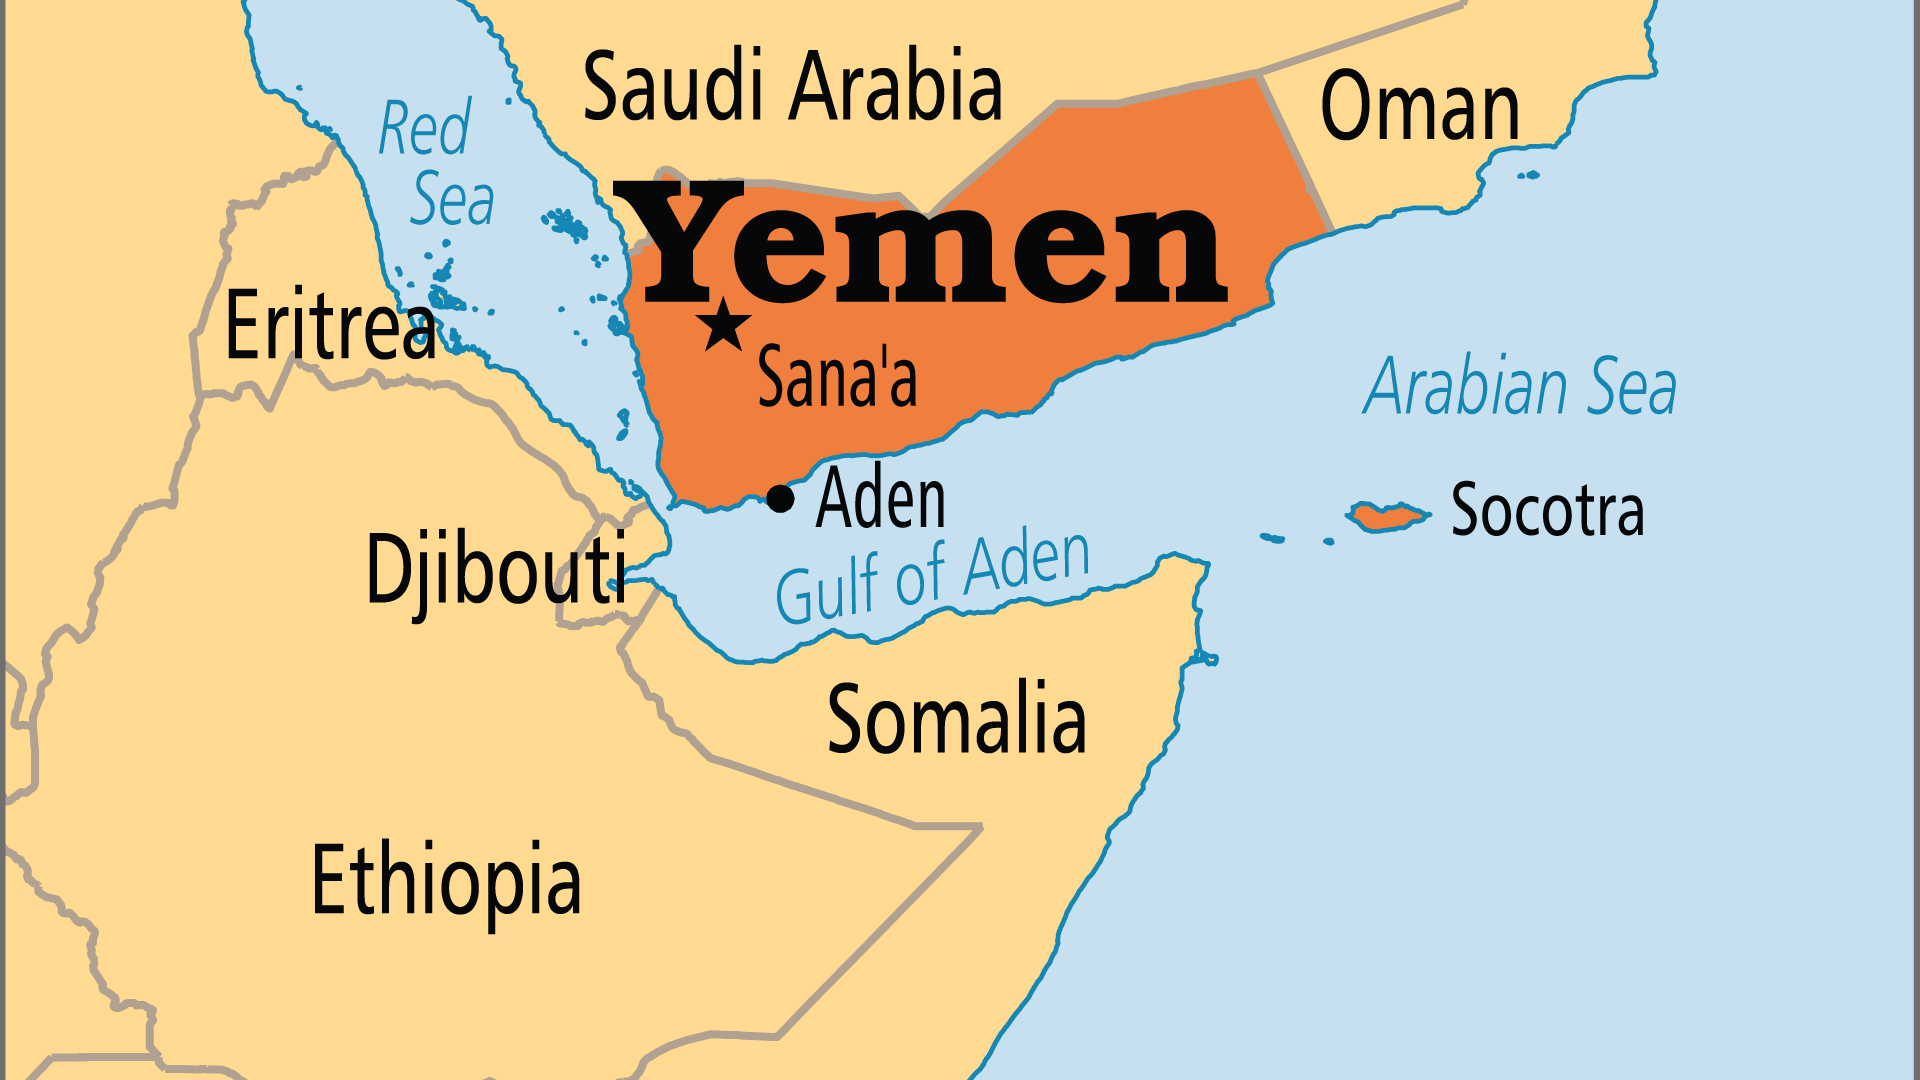 Saudi Arabia
Oman
Red
Sea
Yemen
Eritrea
Sana'a
Arabian Sea
Aden
Socotra
Gulf of Aden
Djibouti
Somalia
Ethiopia